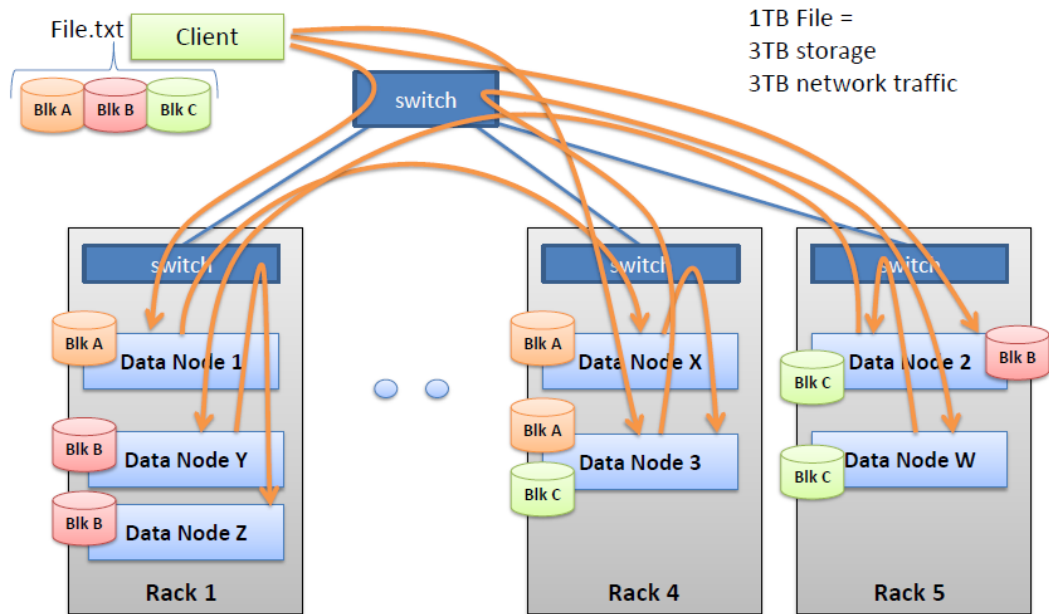 File.txt
Client
1TB File =
3TB storage
3TB network traffic
Blk A
Blk B
Blk C
switch
switch
switch
switch
Blk A
Data Node 1
Blk B
Data Node Y
Blk B
Data Node Z
Rack 1
Blk A
Data Node X
Blk A
Data Node 3
Blk C
Rack 4
Data Node 2
Blk B
Blk C
Data Node W
Blk C
Rack 5